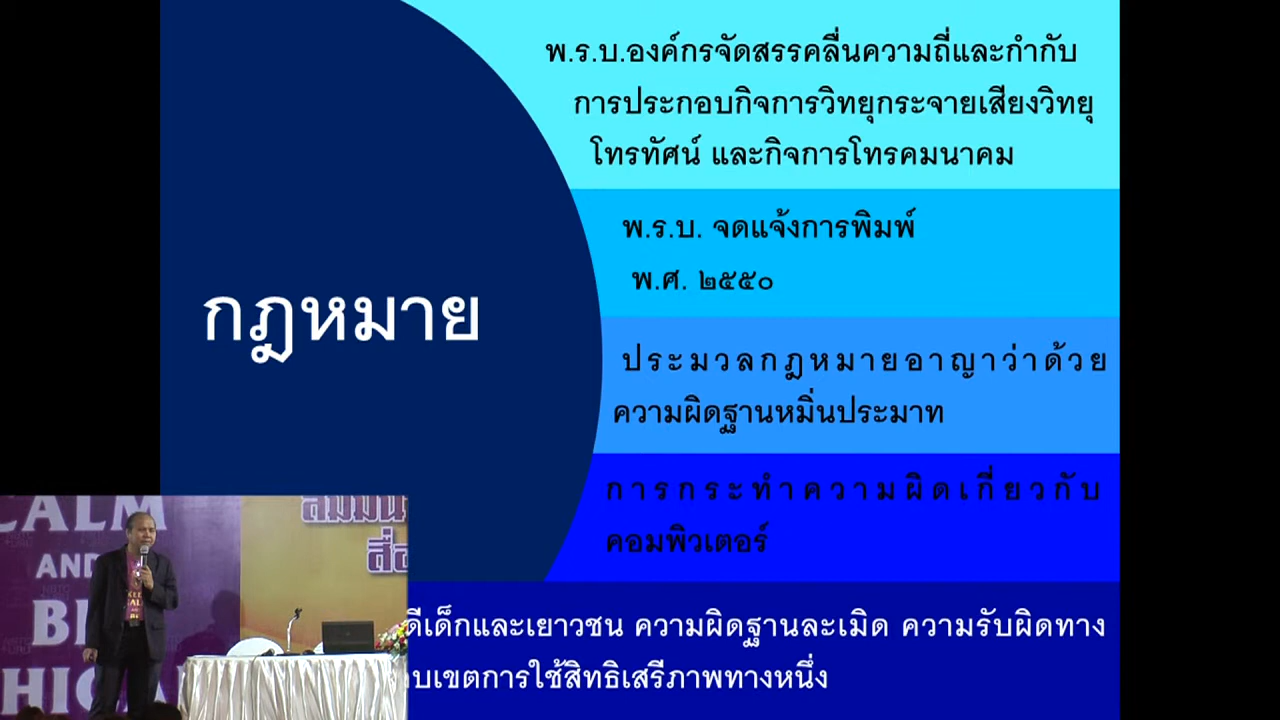 พ.ร.บ.องค์กรจัดสรรคลื่นความถี่และกำกับ
การประกอบกิจการวิทยุกระจายเสียงวิทยุ
โทรทัศน์ และกิจการโทรคมนาคม
พ.ร.บ. จดแจ้งการพิมพ์
พ.ศ. ๒๕๕๐
กฎหมาย
ประมวลกฎหมายอาญาว่าด้วย
ความผิดฐานหมิ่นประมาท
การกระทำความผิดเกี่ยวกับ
คอมพิวเตอร์
ดีเด็กและเยาวชน ความผิดฐานละเมิด ความรับผิดทาง
บเขตการใช้สิทธิเสรีภาพทางหนึ่ง
CALM
AND